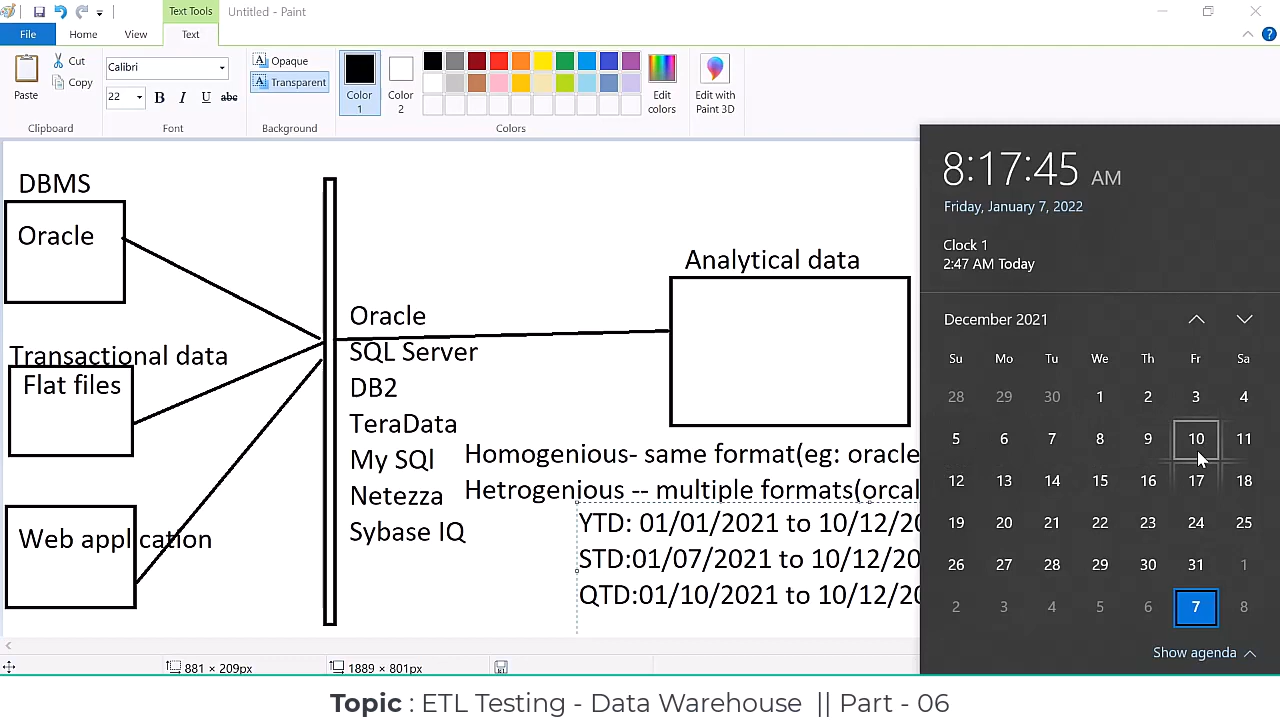 Text Tools
Untitled - Paint
File
Home
View
Text
Paste
Cut
Copy
Clipboard
Calibri
22
B
I
U
abc
Font
Opaque
Transparent
Background
Color
1
Color
2
Edit
colors
Edit with
Paint 3D
Colors
DBMS
Oracle
Transactional data
Flat files
Web application
Oracle
SQL Server
DB2
TeraData
My SQl
Netezza
Sybase IQ
Analytical data
Homogenious- same format(eg: oracle
Hetrogenious -- multiple formats(orcal
YTD: 01/01/2021 to 10/12/20
STD:01/07/2021 to 10/12/20
QTD:01/10/2021 to 10/12/20
8:17:45 AM
Friday, January 7, 2022
Clock 1
2:47 AM Today
December 2021
Su Mo Tu We Th Fr Sa
28 29 30 1 2 3 4
5 6 7 8 9 10 11
12 13 14 15 16 17 18
19 20 21 22 23 24 25
26 27 28 29 30 31 1
2 3 4 5 6 7 8
Show agenda
881 × 209px
1889 × 801px
Topic : ETL Testing - Data Warehouse || Part - 06